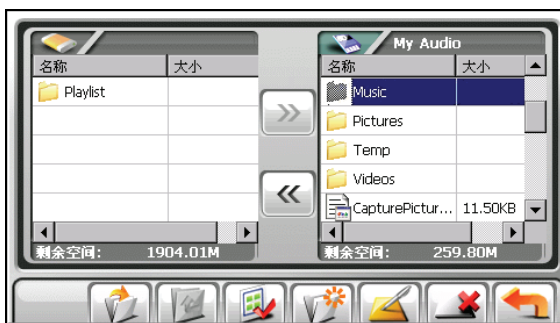 My Audio
名称 大小
Playlist
剩余空间: 1904.01M
名称 大小
Music
Pictures
Temp
Videos
CapturePictur... 11.50KB
剩余空间: 259.80M